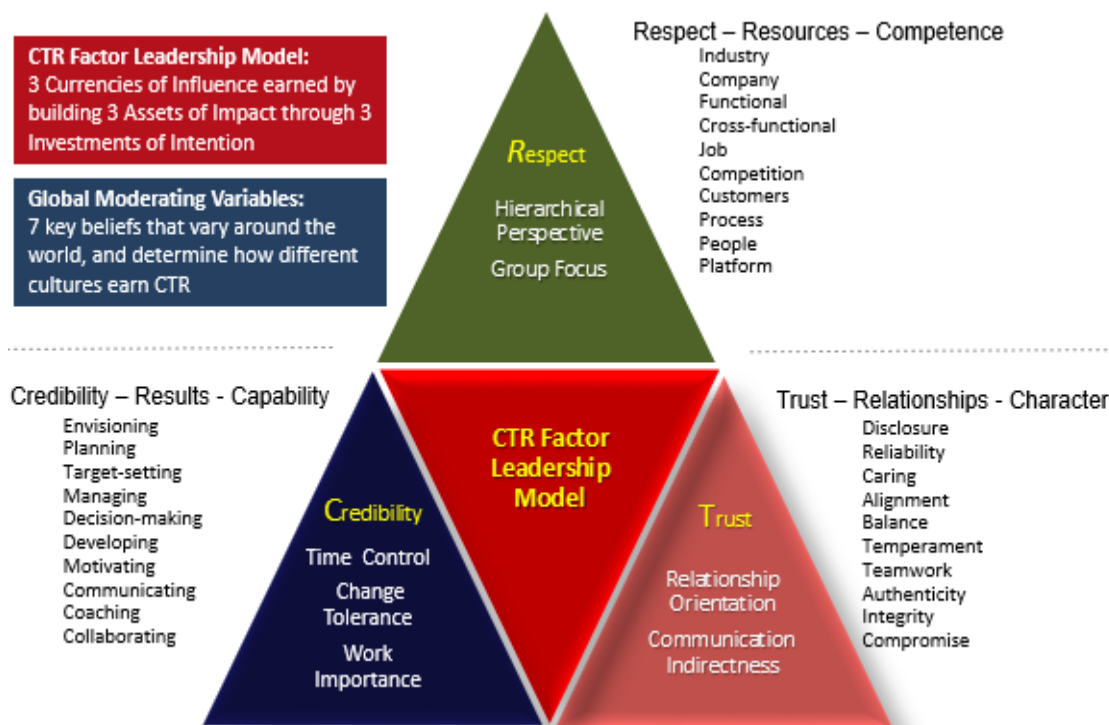 CTR Factor Leadership Model:
3 Currencies of Influence earned by
building 3 Assets of Impact through 3
Investments of Intention
Global Moderating Variables:
7 key beliefs that vary around the
world, and determine how different
cultures earn CTR
Respect – Resources – Competence
Industry
Company
Functional
Cross-functional
Job
Competition
Customers
Process
People
Platform
Respect
Hierarchical
Perspective
Group Focus
Credibility – Results - Capability
Envisioning
Planning
Target-setting
Managing
Decision-making
Developing
Motivating
Communicating
Coaching
Collaborating
Credibility
Time Control
Change
Tolerance
Work
Importance
CTR Factor
Leadership
Model
Trust
Relationship
Orientation
Communication
Indirectness
Trust – Relationships - Character
Disclosure
Reliability
Caring
Alignment
Balance
Temperament
Teamwork
Authenticity
Integrity
Compromise